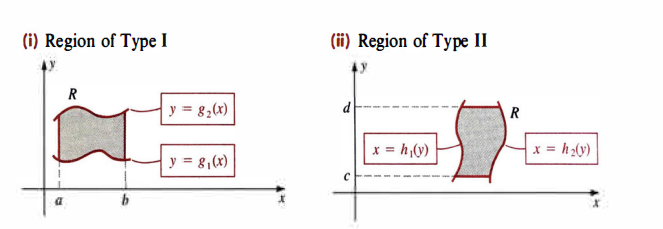 (i) Region of Type I
y
R
y = g₂(x)
y = g₁(x)
a
b
x
(ii) Region of Type II
y
d
R
x = h₁(y)
x = h₂(y)
c
x